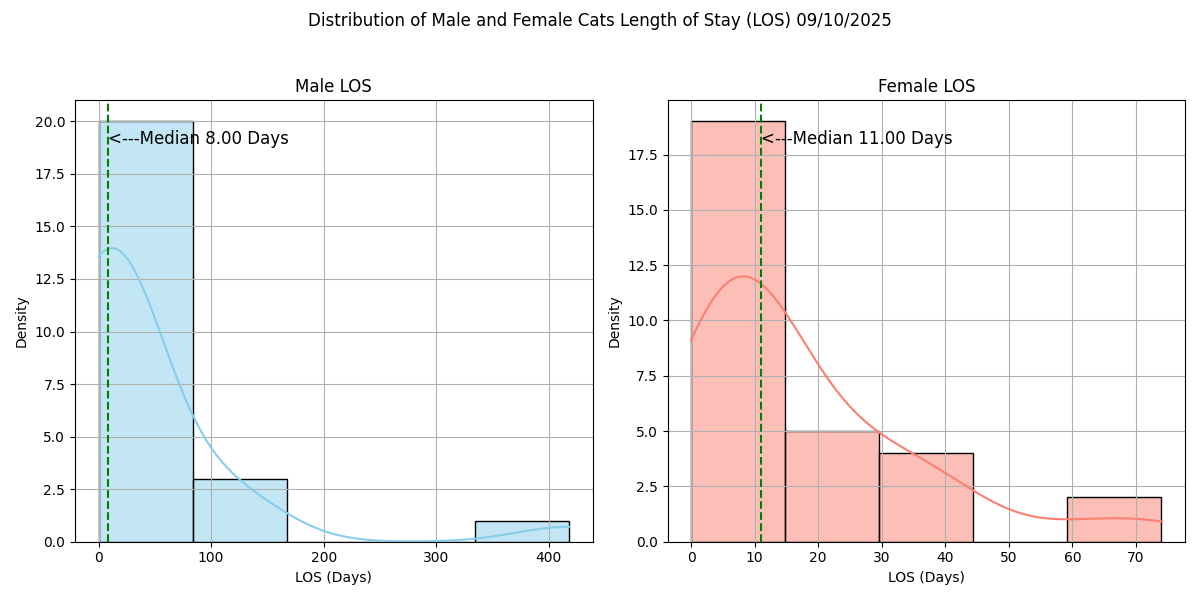 Distribution of Male and Female Cats Length of Stay (LOS) 09/10/2025
Male LOS
20.0
17.5
15.0
12.5
10.0
7.5
5.0
2.5
0.0
Density
<---Median 8.00 Days
0 100 200 300 400
LOS (Days)
Female LOS
17.5
15.0
12.5
10.0
7.5
5.0
2.5
0.0
Density
<---Median 11.00 Days
0 10 20 30 40 50 60 70
LOS (Days)